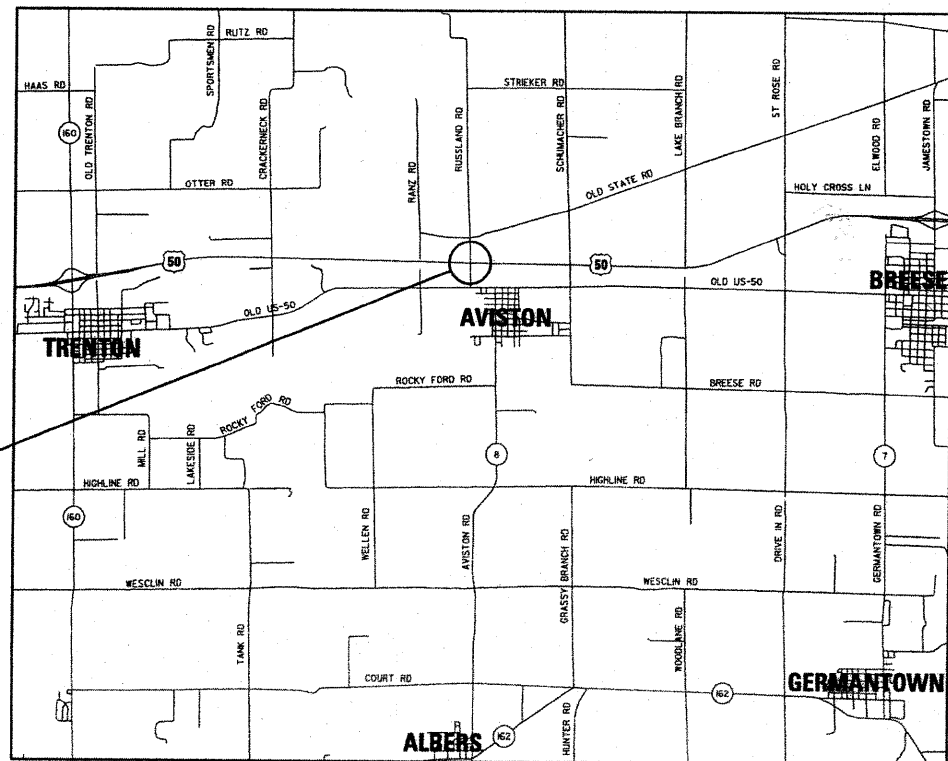 RUTZ RD
SPORTSMEN RD
HAAS RD
STRIEKER RD
160
OLD TRENTON RD
CRACKERNECK RD
RANZ RD
RUSSLAND RD
SCHUMACHER RD
LAKE BRANCH RD
ST ROSE RD
ELWOOD RD
JAMESTOWN RD
OTTER RD
OLD STATE RD
HOLY CROSS LN
50
50
OLD US-50
OLD US-50
BREESE
AVISTON
TRENTON
ROCKY FORD RD
BREESE RD
ROCKY FORD RD
MILL RD
LAKESIDE RD
8
7
HIGHLINE RD
HIGHLINE RD
160
WELLEN RD
AVISTON RD
GRASSY BRANCH RD
DRIVE IN RD
GERMANTOWN RD
WESCLIN RD
WESCLIN RD
TANK RD
WOODLANE RD
COURT RD
162
GERMANTOWN
ALBERS
162
HUNTER RD